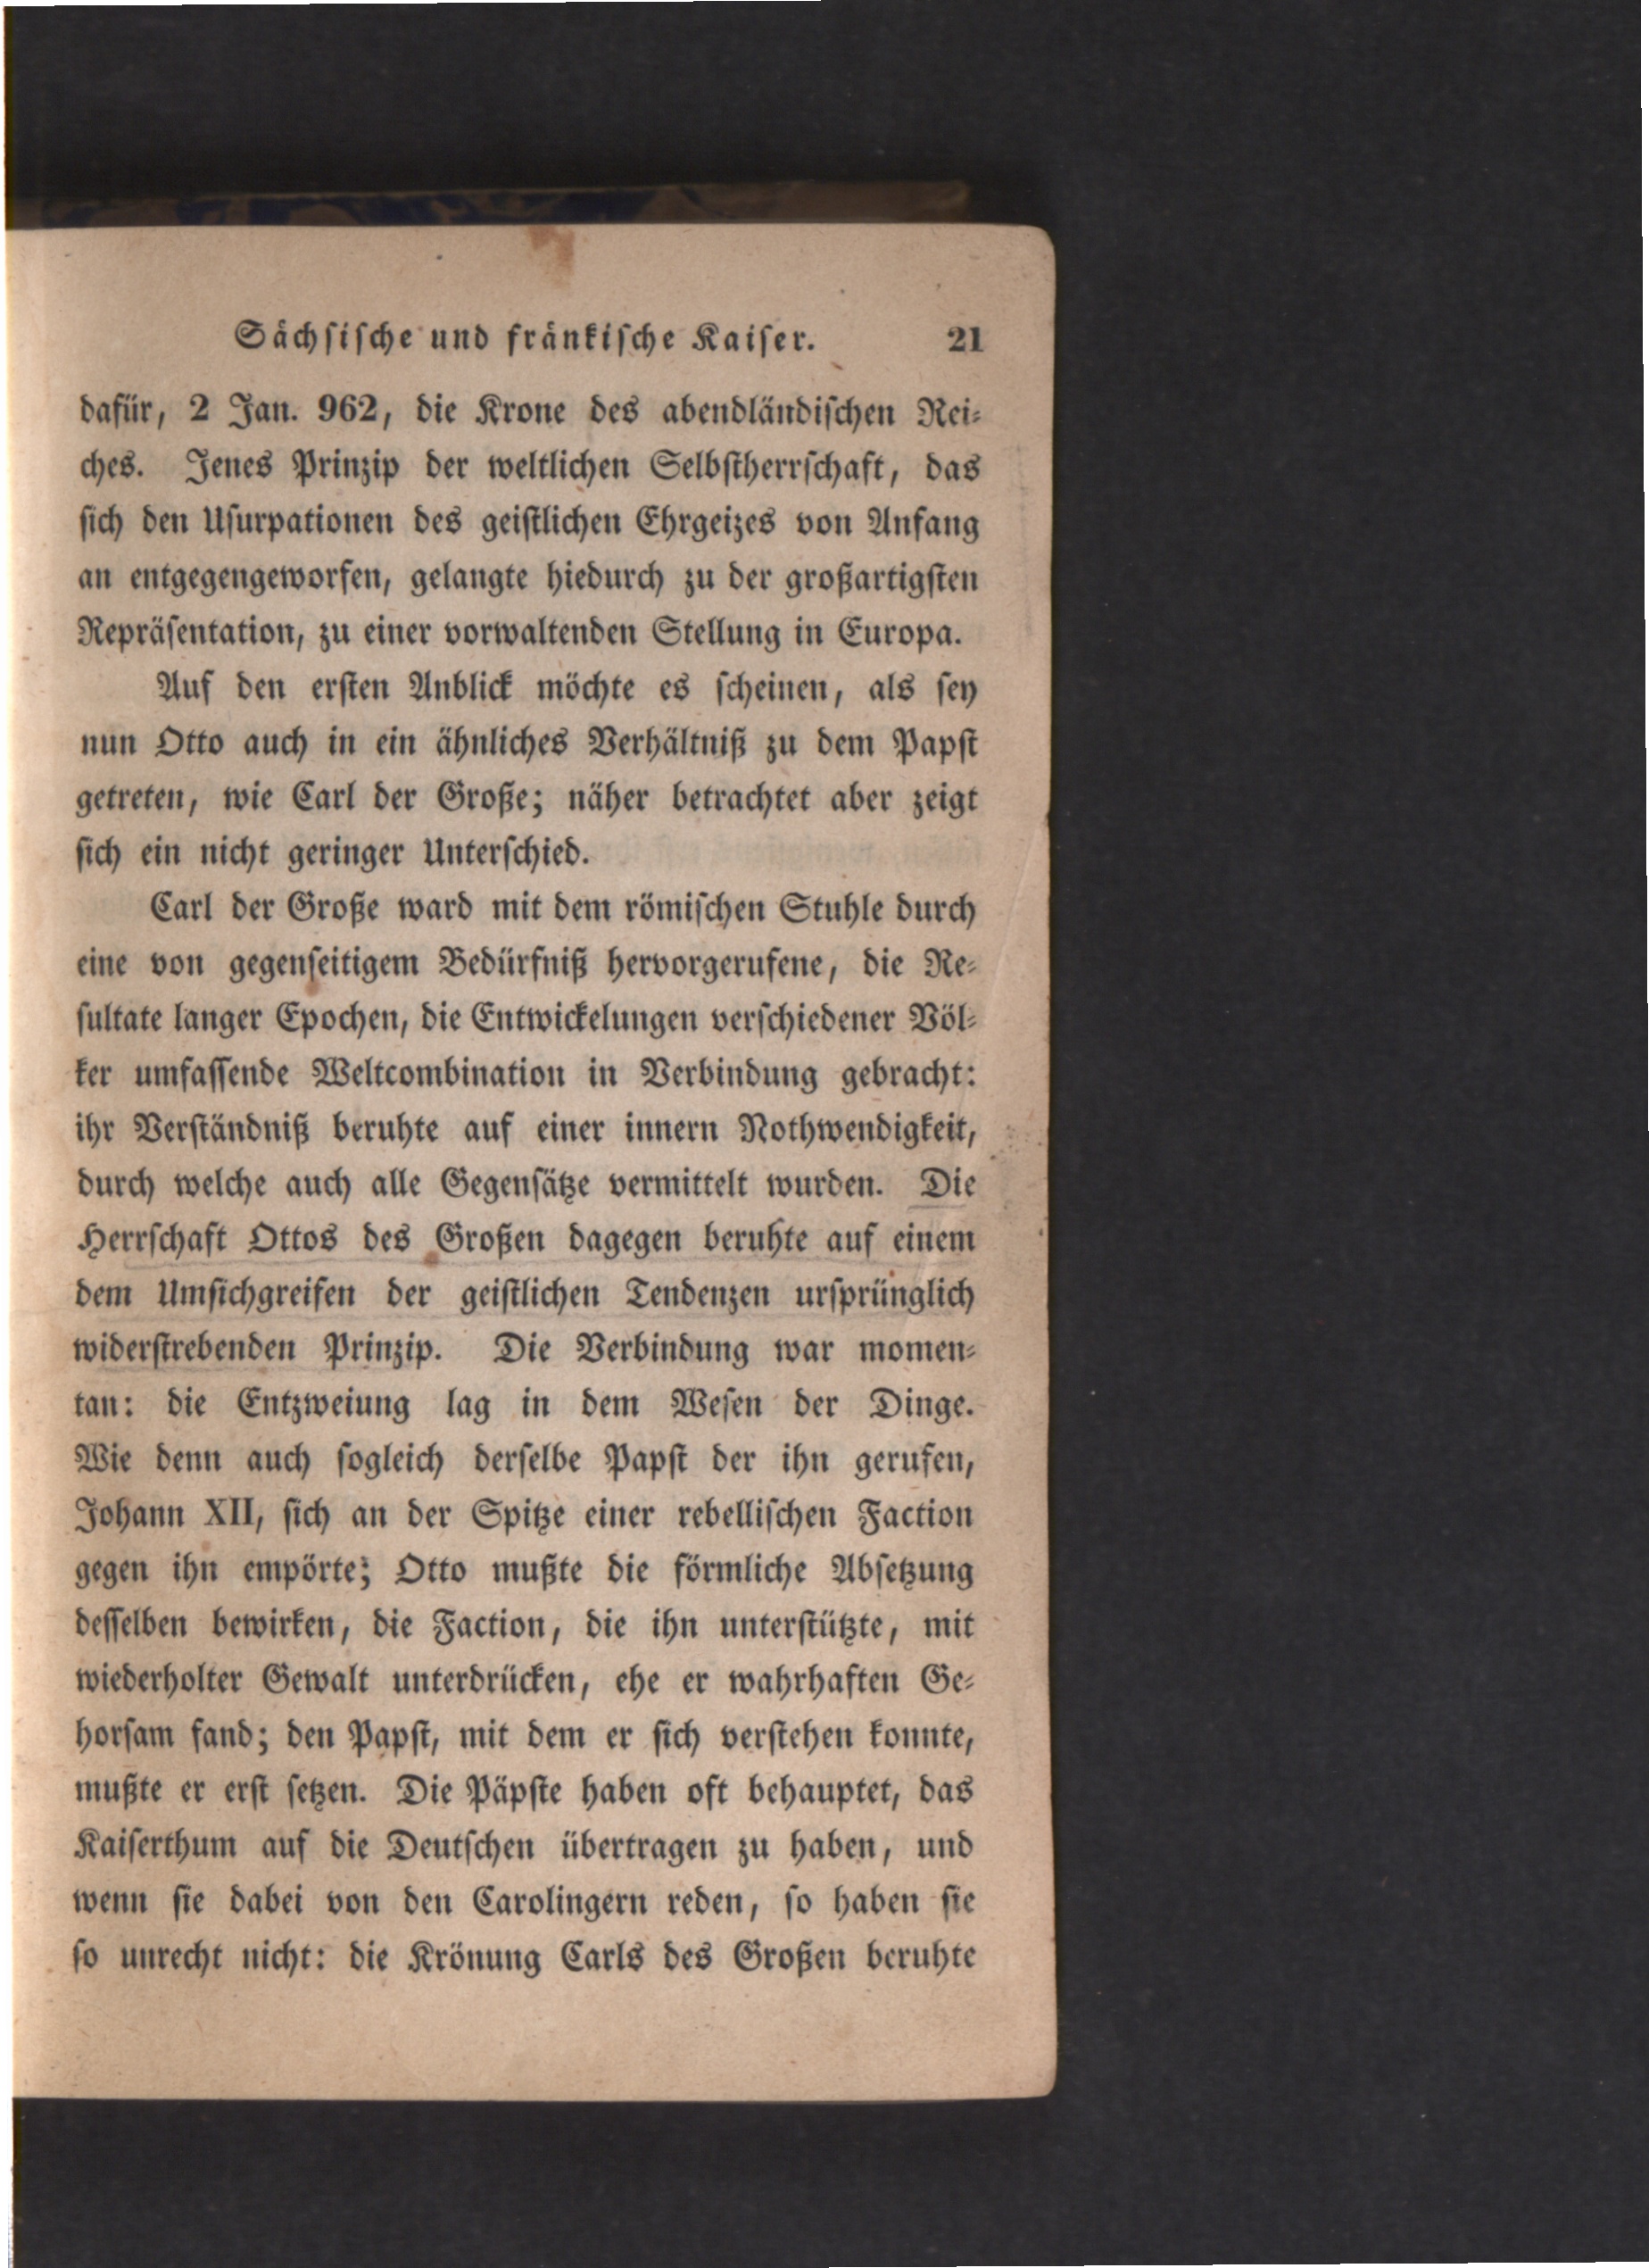 Sächsische und fränkische Kaiser. 21
dafür, 2 Jan. 962, die Krone des abendländischen Rei-
ches. Jenes Prinzip der weltlichen Selbstherrschaft, das
sich den Usurpationen des geistlichen Ehrgeizes von Anfang
an entgegengeworfen, gelangte hiedurch zu der großartigsten
Repräsentation, zu einer vorwaltenden Stellung in Europa.
Auf den ersten Anblick möchte es scheinen, als sey
nun Otto auch in ein ähnliches Verhältniß zu dem Papst
getreten, wie Carl der Große; näher betrachtet aber zeigt
sich ein nicht geringer Unterschied.
Carl der Große ward mit dem römischen Stuhle durch
eine von gegenseitigem Bedürfniß hervorgerufene, die Re-
sultate langer Epochen, die Entwickelungen verschiedener Völ-
ker umfassende Weltcombination in Verbindung gebracht:
ihr Verständniß beruhte auf einer innern Nothwendigkeit,
durch welche auch alle Gegensätze vermittelt wurden. Die
Herrschaft Ottos des Großen dagegen beruhte auf einem
dem Umsichgreifen der geistlichen Tendenzen ursprünglich
widerstrebenden Prinzip. Die Verbindung war momen-
tan: die Entzweiung lag in dem Wesen der Dinge.
Wie denn auch sogleich derselbe Papst der ihn gerufen,
Johann XII, sich an der Spitze einer rebellischen Faction
gegen ihn empörte; Otto mußte die förmliche Absetzung
desselben bewirken, die Faction, die ihn unterstützte, mit
wiederholter Gewalt unterdrücken, ehe er wahrhaften Ge-
horsam fand; den Papst, mit dem er sich verstehen konnte,
mußte er erst setzen. Die Päpste haben oft behauptet, das
Kaiserthum auf die Deutschen übertragen zu haben, und
wenn sie dabei von den Carolingern reden, so haben sie
so unrecht nicht: die Krönung Carls des Großen beruhte